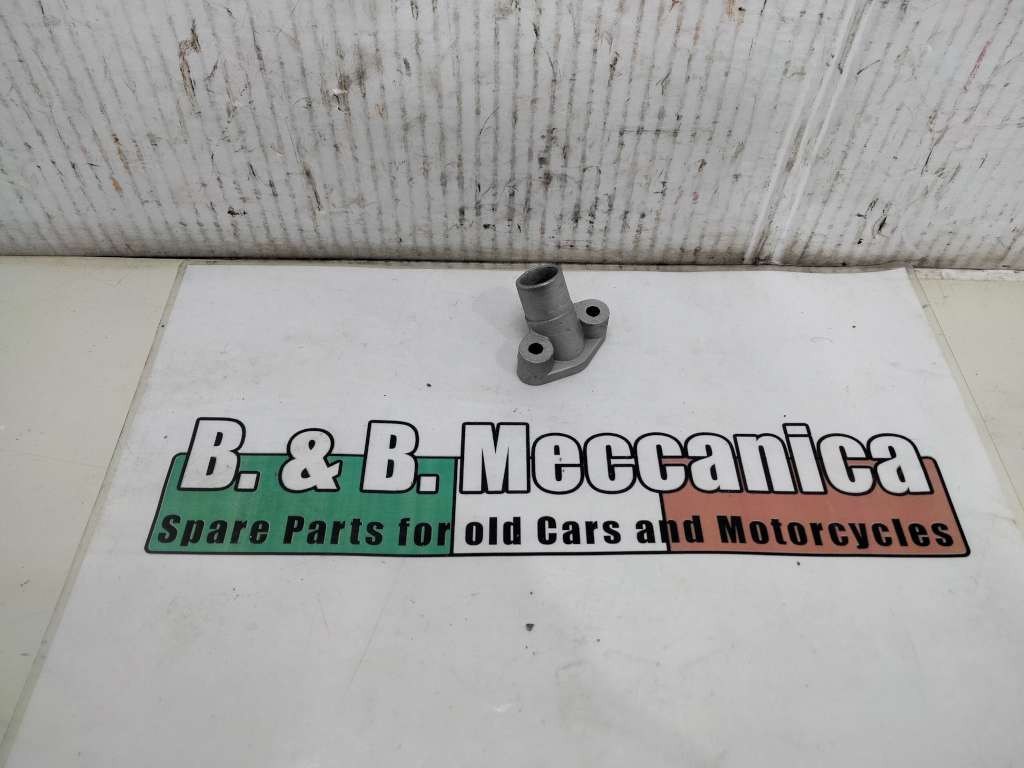 B. & B. Meccanica
Spare Parts for old Cars and Motorcycles